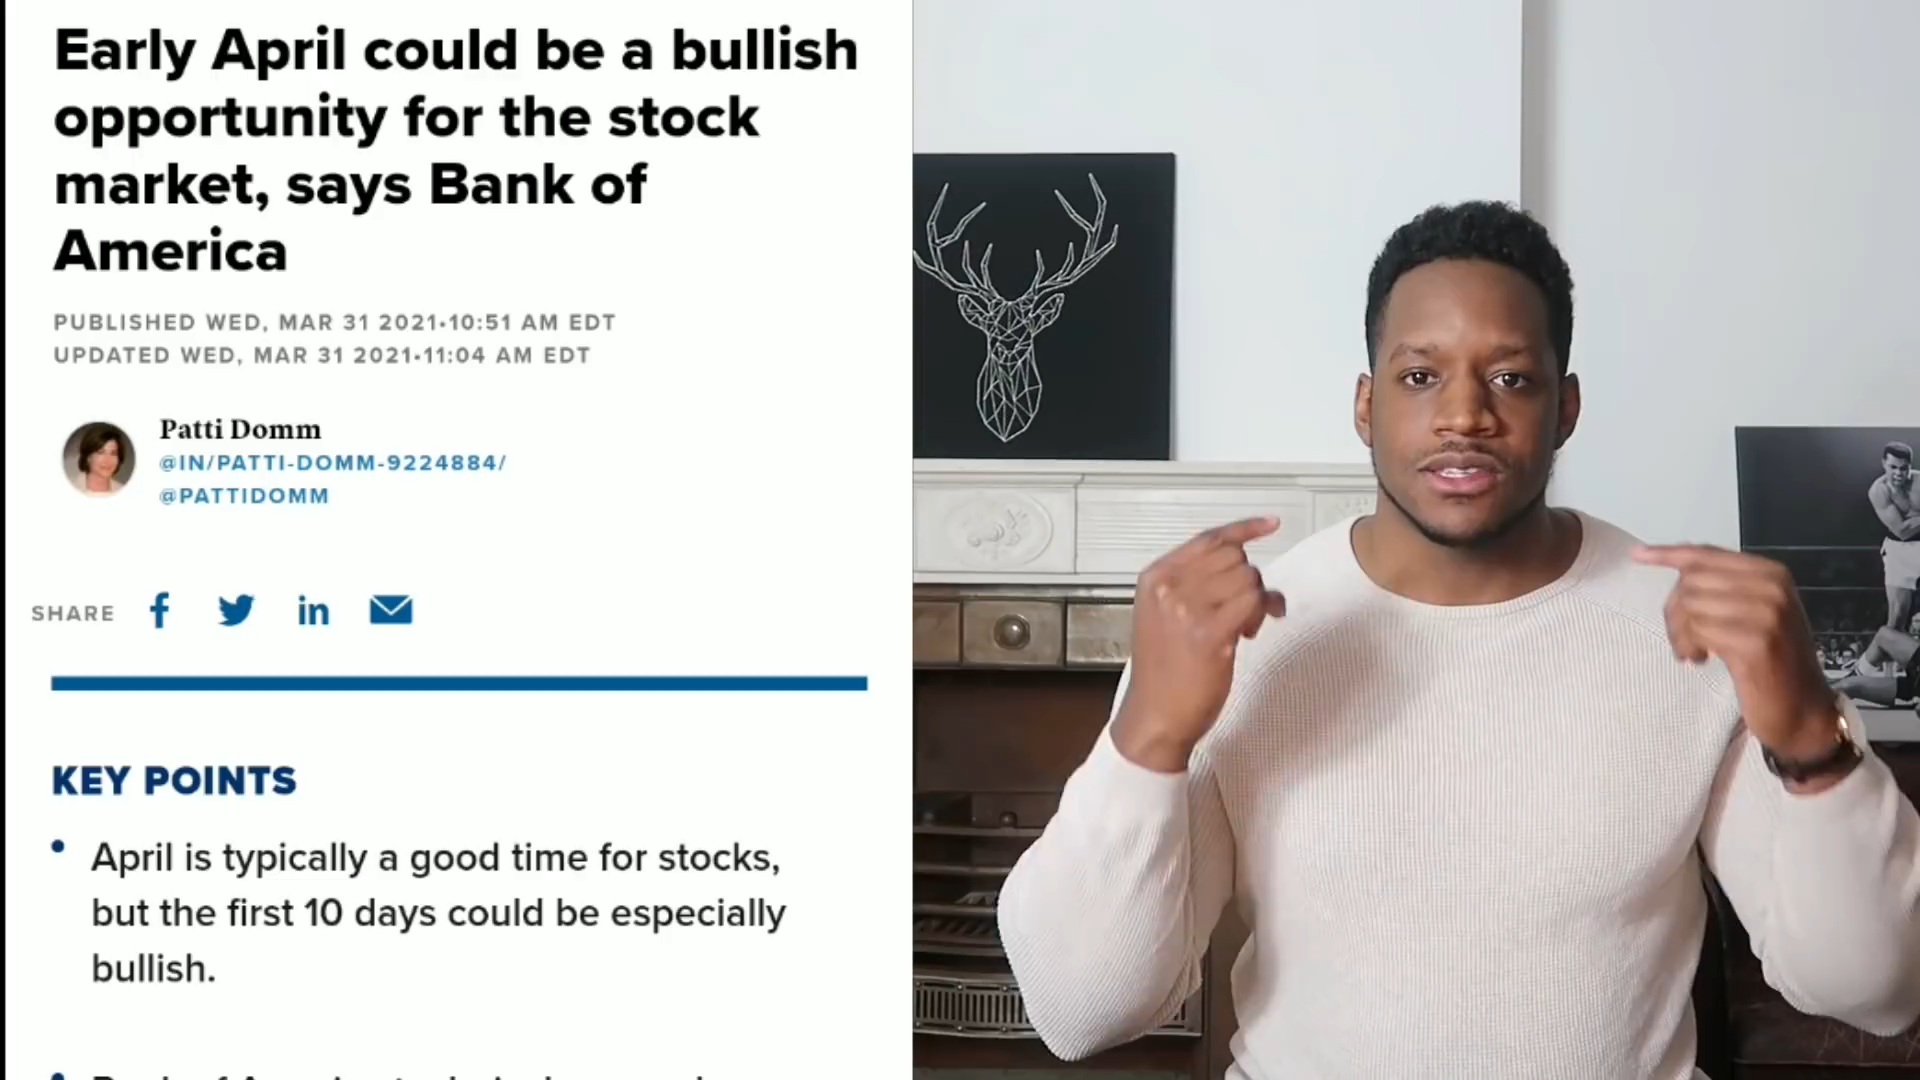 Early April could be a bullish
opportunity for the stock
market, says Bank of
America
PUBLISHED WED, MAR 31 2021•10:51 AM EDT
UPDATED WED, MAR 31 2021•11:04 AM EDT
Patti Domm
@IN/PATTI-DOMM-9224884/
@PATTIDOMM
SHARE
KEY POINTS
• April is typically a good time for stocks,
but the first 10 days could be especially
bullish.